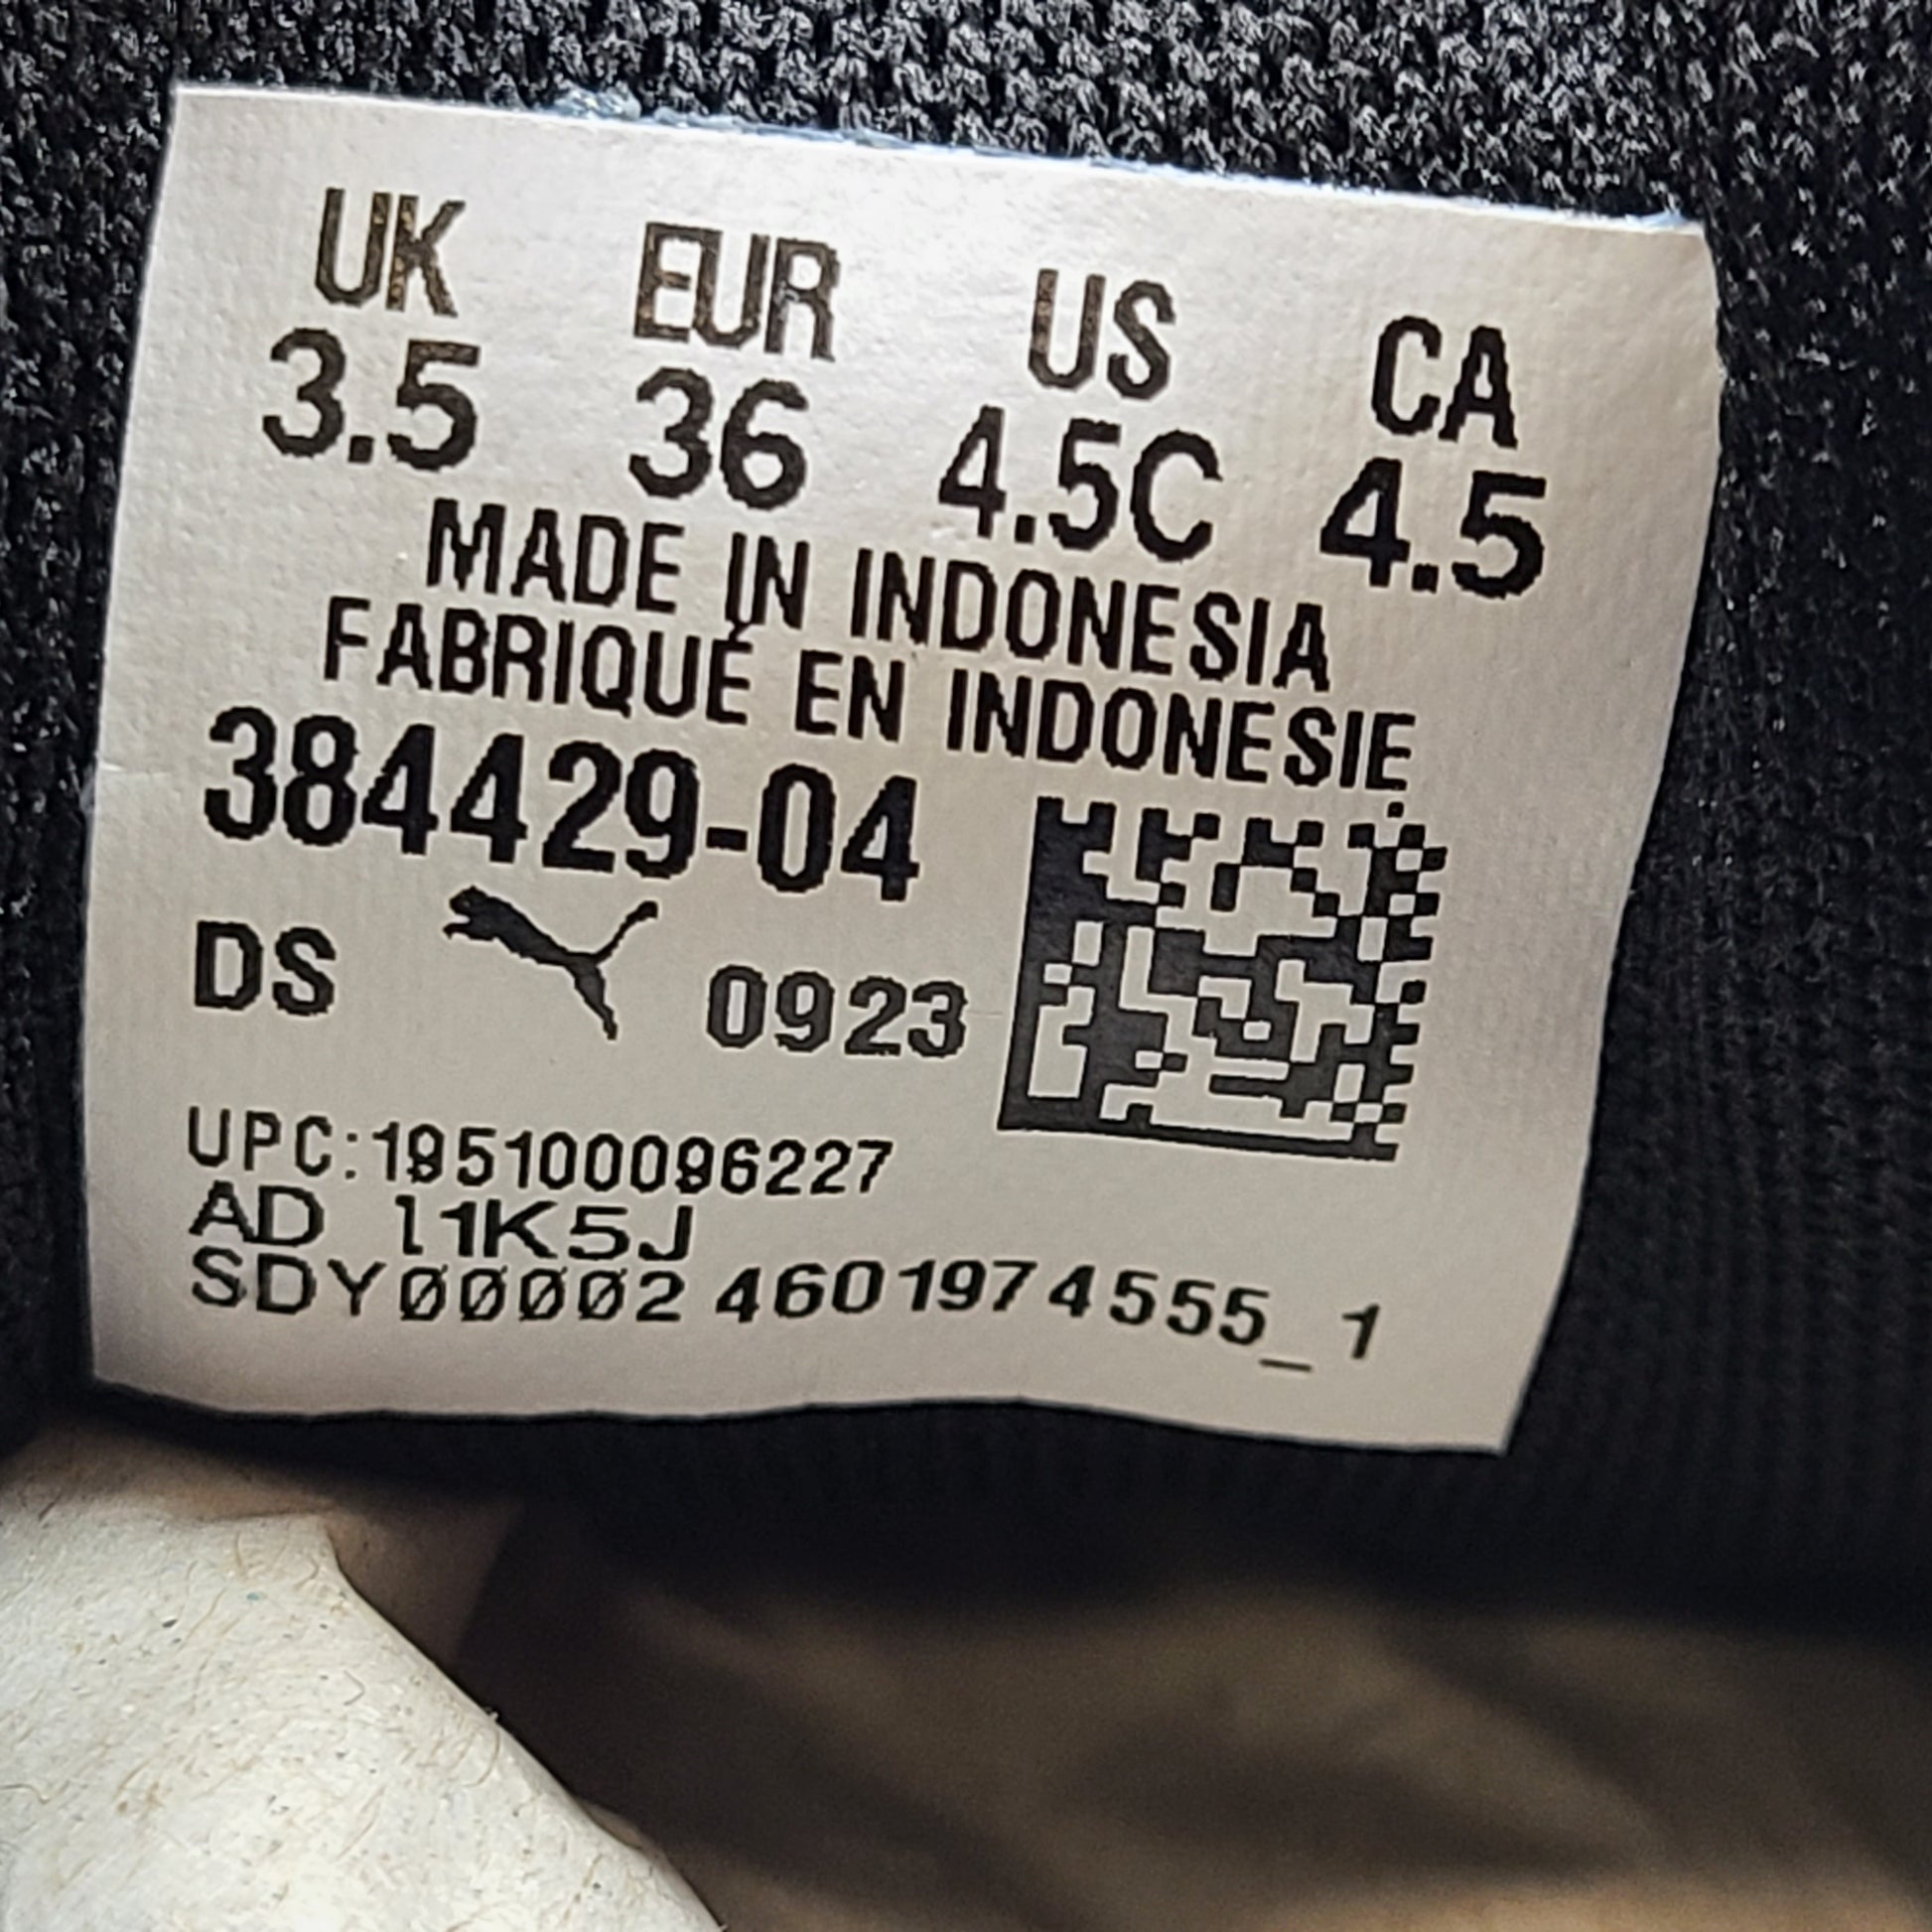 UK EUR US CA
3.5 36 4.5C 4.5
MADE IN INDONESIA
FABRIQUÉ EN INDONESIE
384429-04
DS 0923
UPC:195100096227
AD 11K5J
SDY00002 4601974555_1